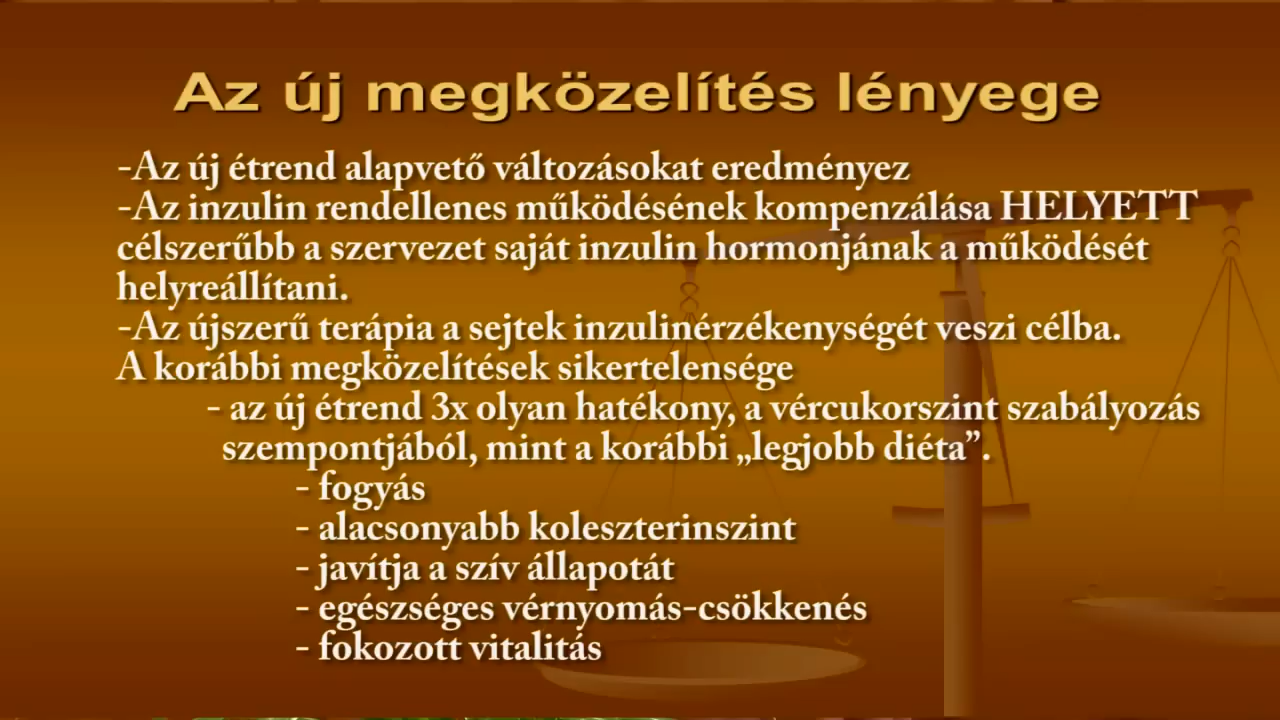 Az új megközelítés lényege
-Az új étrend alapvető változásokat eredményez
-Az inzulin rendellenes működésének kompenzálása HELYETT
célszerűbb a szervezet saját inzulin hormonjának a működését
helyreállítani.
-Az újszerű terápia a sejtek inzulinérzékenységét veszi célba.
A korábbi megközelítések sikertelensége
- az új étrend 3x olyan hatékony, a vércukorszint szabályozás
szempontjából, mint a korábbi „legjobb diéta”.
- fogyás
- alacsonyabb koleszterinszint
- javítja a szív állapotát
- egészséges vérnyomás-csökkenés
- fokozott vitalitás